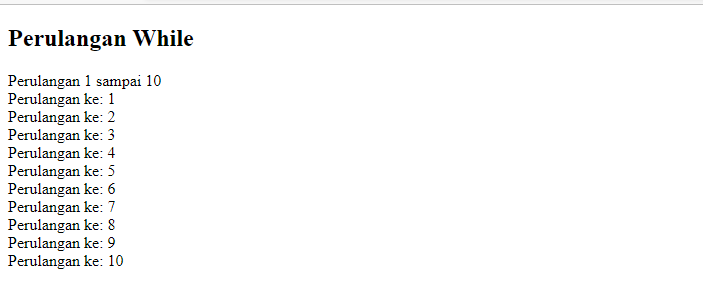 Perulangan While
Perulangan 1 sampai 10
Perulangan ke: 1
Perulangan ke: 2
Perulangan ke: 3
Perulangan ke: 4
Perulangan ke: 5
Perulangan ke: 6
Perulangan ke: 7
Perulangan ke: 8
Perulangan ke: 9
Perulangan ke: 10